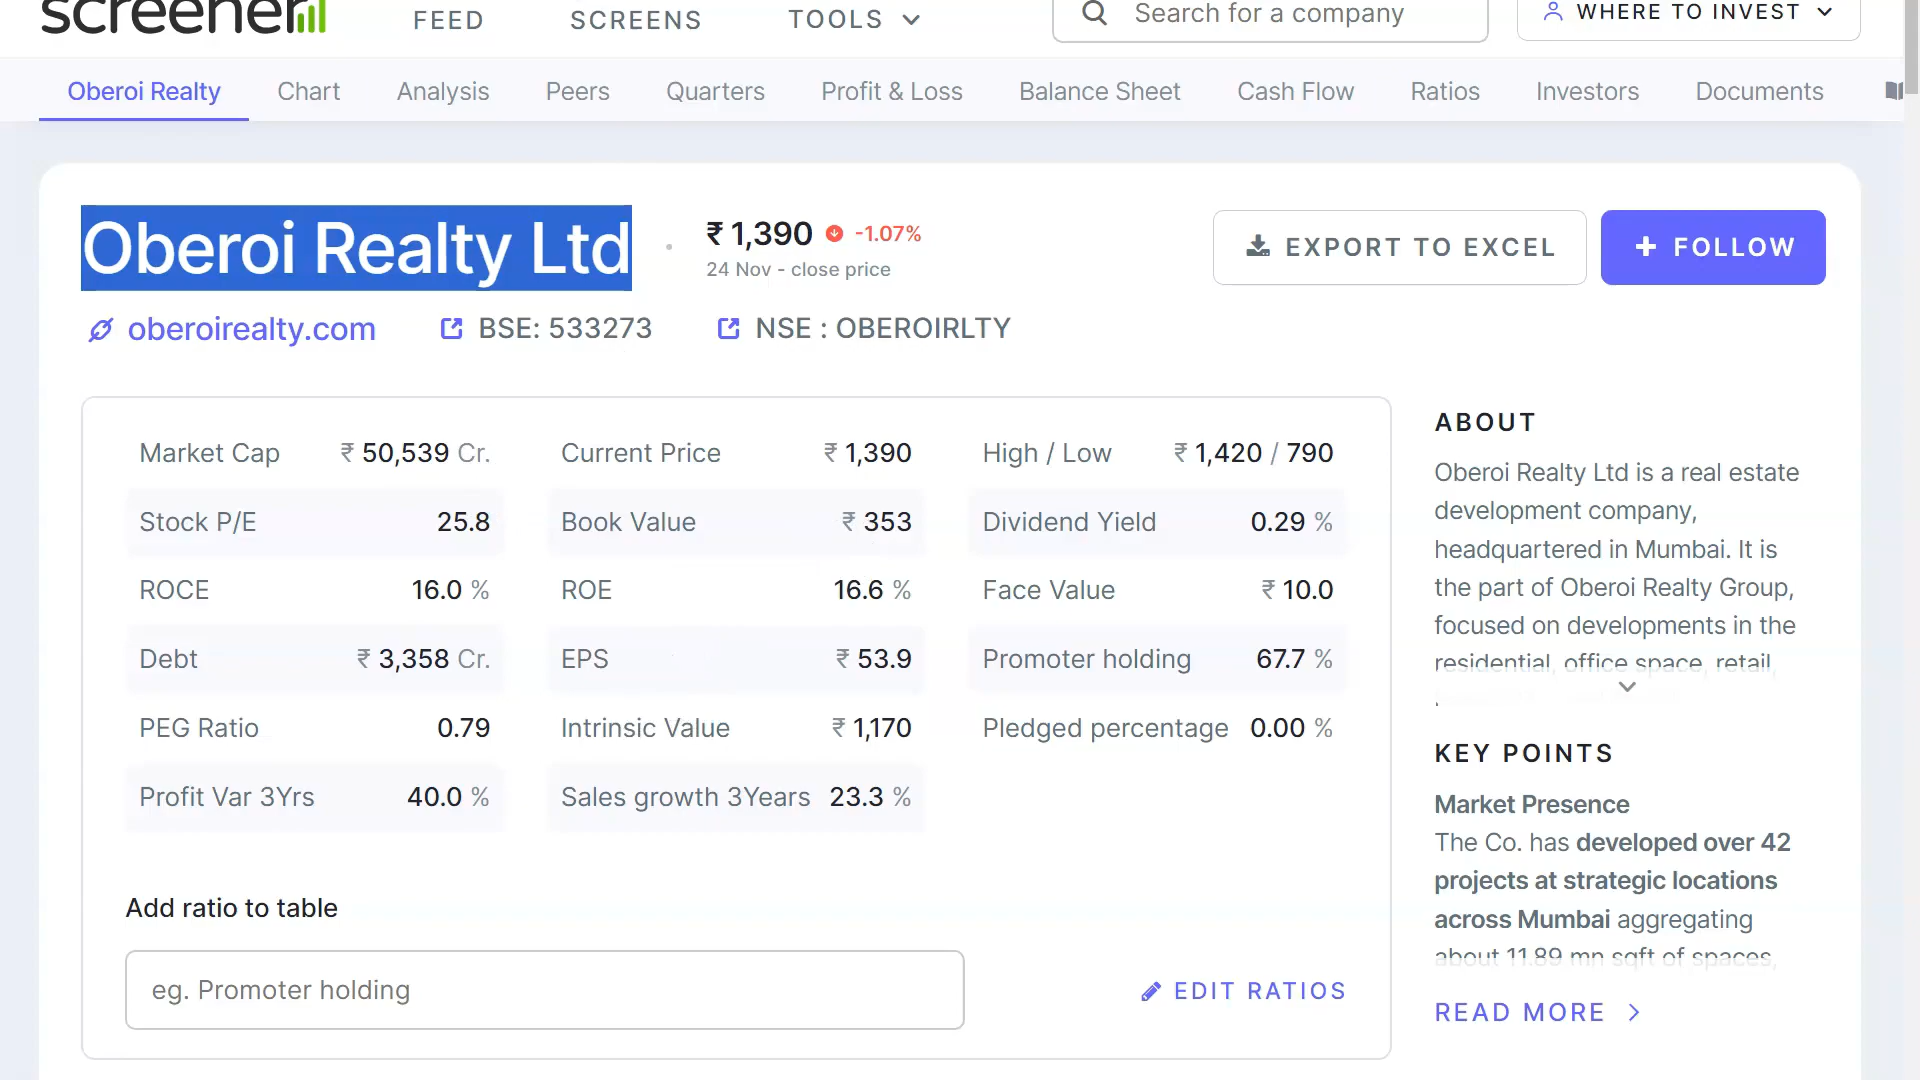 screener
FEED
SCREENS
TOOLS
Search for a company
WHERE TO INVEST
Oberoi Realty
Chart
Analysis
Peers
Quarters
Profit & Loss
Balance Sheet
Cash Flow
Ratios
Investors
Documents
Oberoi Realty Ltd
₹ 1,390 -1.07%
24 Nov - close price
EXPORT TO EXCEL
FOLLOW
oberoirealty.com
BSE: 533273
NSE : OBEROIRLTY
Market Cap ₹ 50,539 Cr.
Current Price ₹ 1,390
High / Low ₹ 1,420 / 790
Stock P/E 25.8
Book Value ₹ 353
Dividend Yield 0.29 %
ROCE 16.0 %
ROE 16.6 %
Face Value ₹ 10.0
Debt ₹ 3,358 Cr.
EPS ₹ 53.9
Promoter holding 67.7 %
PEG Ratio 0.79
Intrinsic Value ₹ 1,170
Pledged percentage 0.00 %
Profit Var 3Yrs 40.0 %
Sales growth 3Years 23.3 %
Add ratio to table
eg. Promoter holding
EDIT RATIOS
ABOUT
Oberoi Realty Ltd is a real estate
development company,
headquartered in Mumbai. It is
the part of Oberoi Realty Group,
focused on developments in the
residential, office space, retail,
KEY POINTS
Market Presence
The Co. has developed over 42
projects at strategic locations
across Mumbai aggregating
about 11.89 mn sqft of spaces,
READ MORE